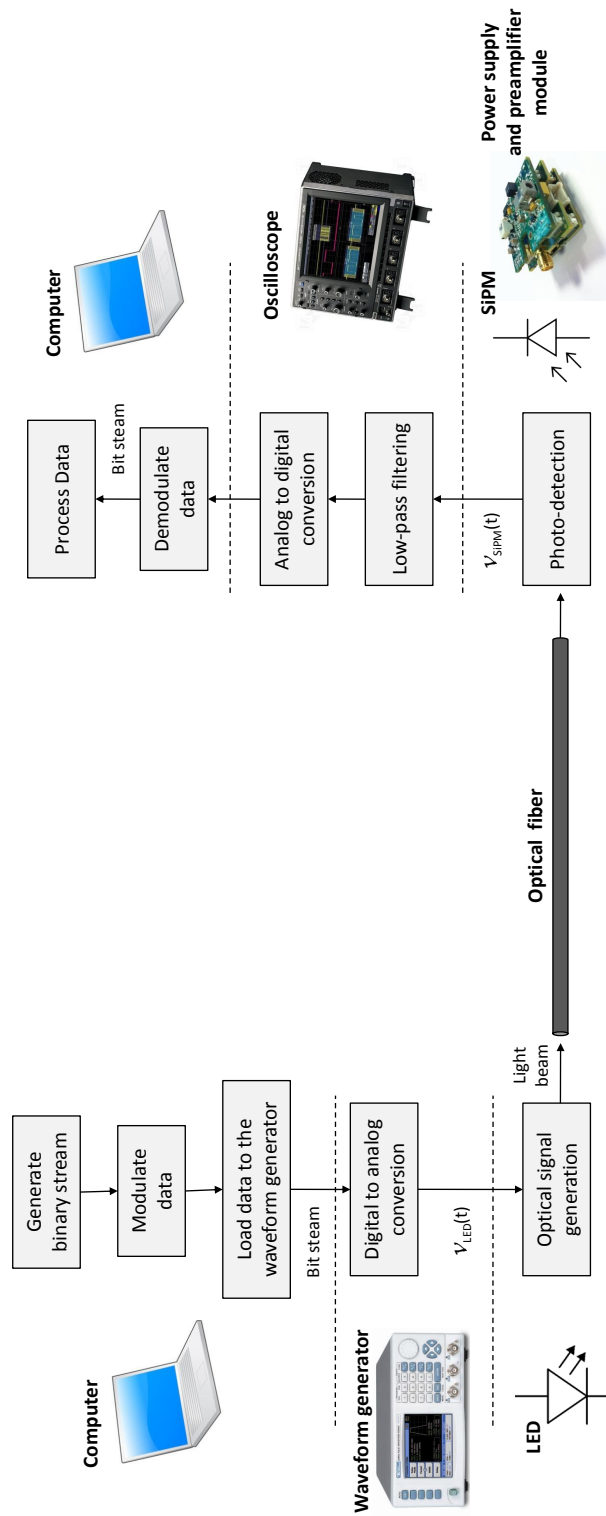 Computer
Generate
binary stream
Modulate
data
Load data to the
waveform generator
Bit steam
Waveform generator
Digital to analog
conversion
𝒱LED(t)
LED
Optical signal
generation
Light
beam
Optical fiber
Photo-detection
SiPM
Power supply
and preamplifier
module
𝒱SiPM(t)
Low-pass filtering
Analog to digital
conversion
Oscilloscope
Demodulate
data
Bit steam
Process Data
Computer